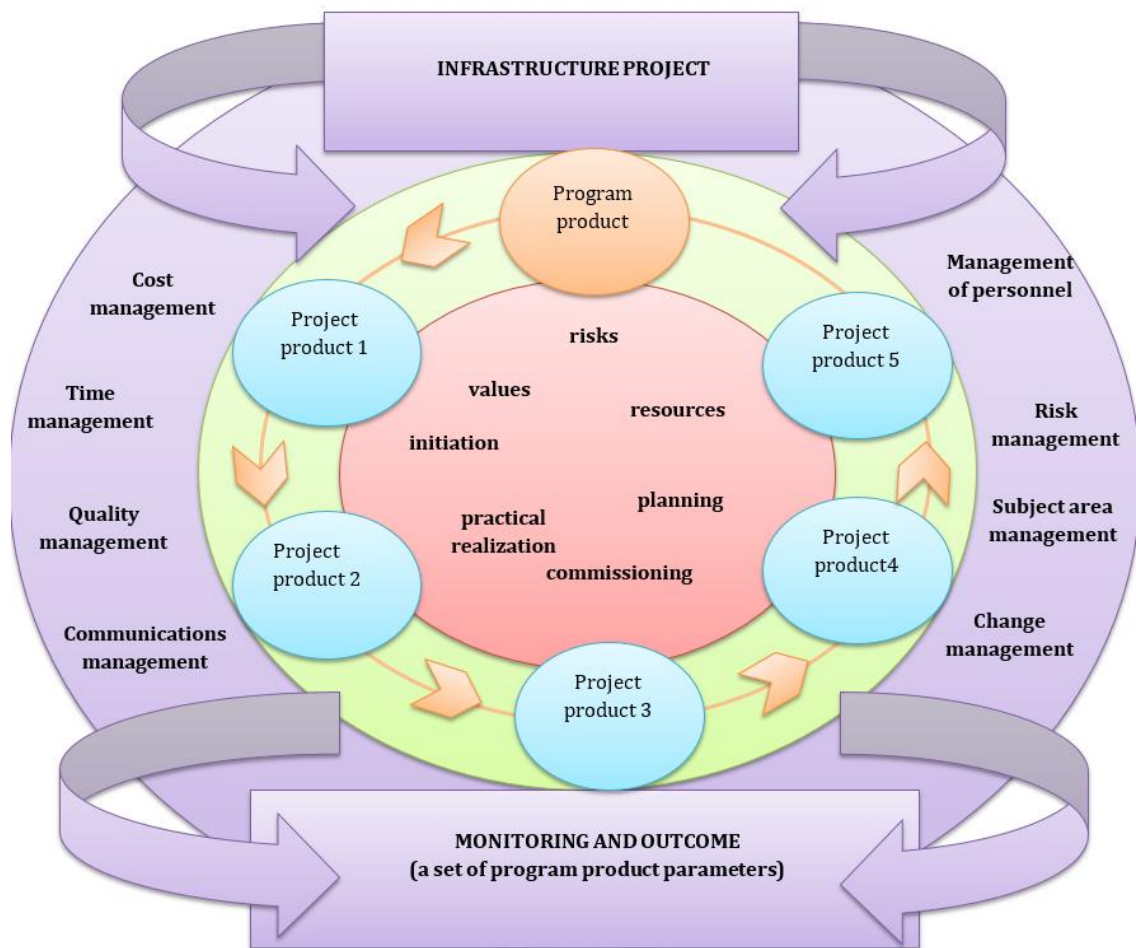 INFRASTRUCTURE PROJECT
Program
product
Cost
management
Management
of personnel
Project
product 1
Project
product 5
risks
values
resources
Time
management
Risk
management
initiation
planning
Quality
management
Subject area
management
practical
realization
Project
product 2
Project
product4
commissioning
Communications
management
Change
management
Project
product 3
MONITORING AND OUTCOME
(a set of program product parameters)